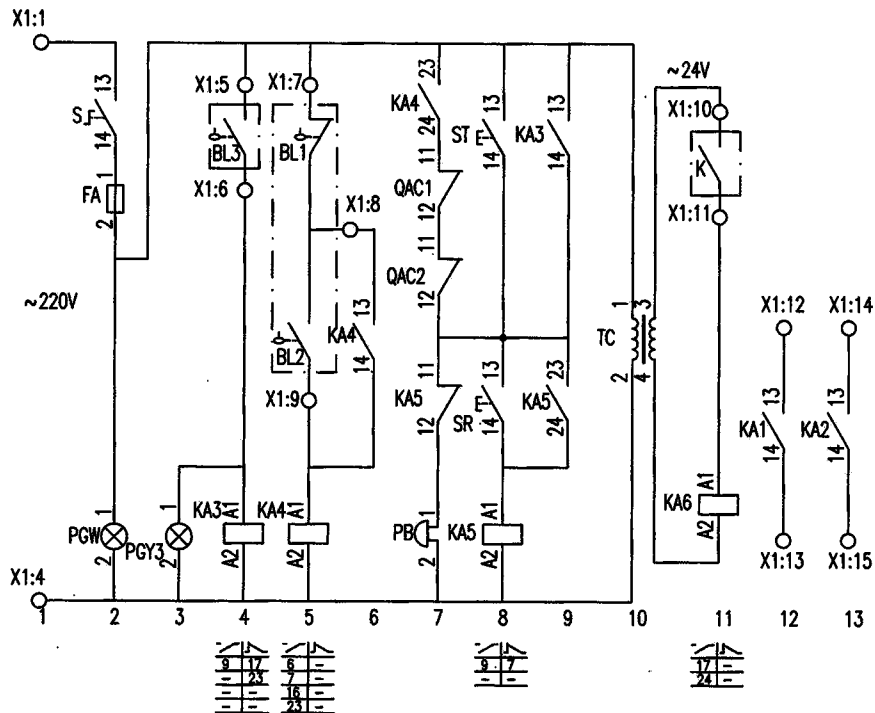 X1:1
X1:5
X1:7
~24V
X1:10
13
S
14
BL3
BL1
23
KA4
24
13
ST
14
13
KA3
14
K
FA
1
2
X1:6
X1:8
11
QAC1
12
X1:11
~220V
11
QAC2
12
13
KA4
14
BL2
1
3
TC
2
4
X1:12
X1:14
X1:9
11
KA5
12
13
SR
14
23
KA5
24
13
KA1
14
13
KA2
14
PGW
1
2
PGY3
1
2
KA3
A1
A2
KA4
A1
A2
PB
1
2
KA5
A1
A2
KA6
A1
A2
X1:13
X1:15
X1:4
1 2 3 4 5 6 7 8 9 10 11 12 13
9 17
- 23
- -
- -
6 -
7 -
16 -
23 -
9 7
- -
17 -
24 -